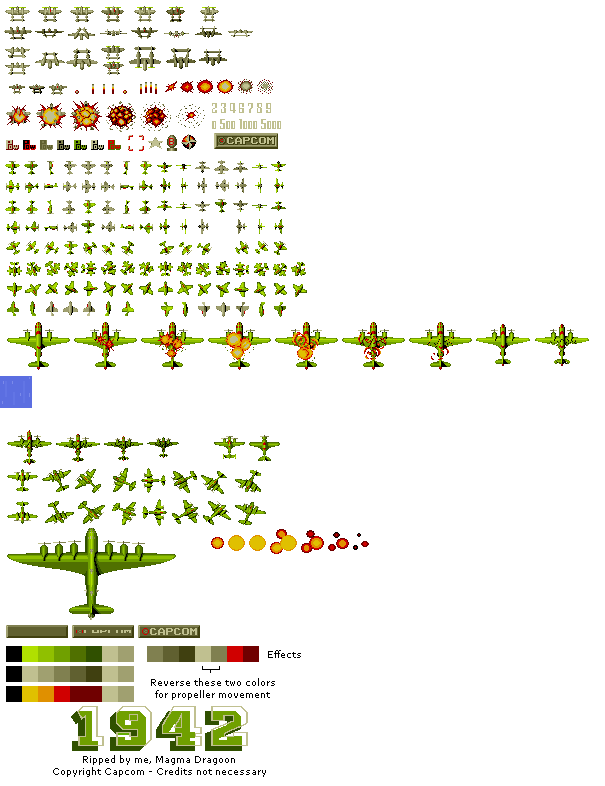 2 3 4 6 7 8 9
0 500 1000 5000
CAPCOM
CAPCOM
CAPCOM
Effects
Reverse these two colors
for propeller movement
1942
Ripped by me, Magma Dragoon
Copyright Capcom - Credits not necessary